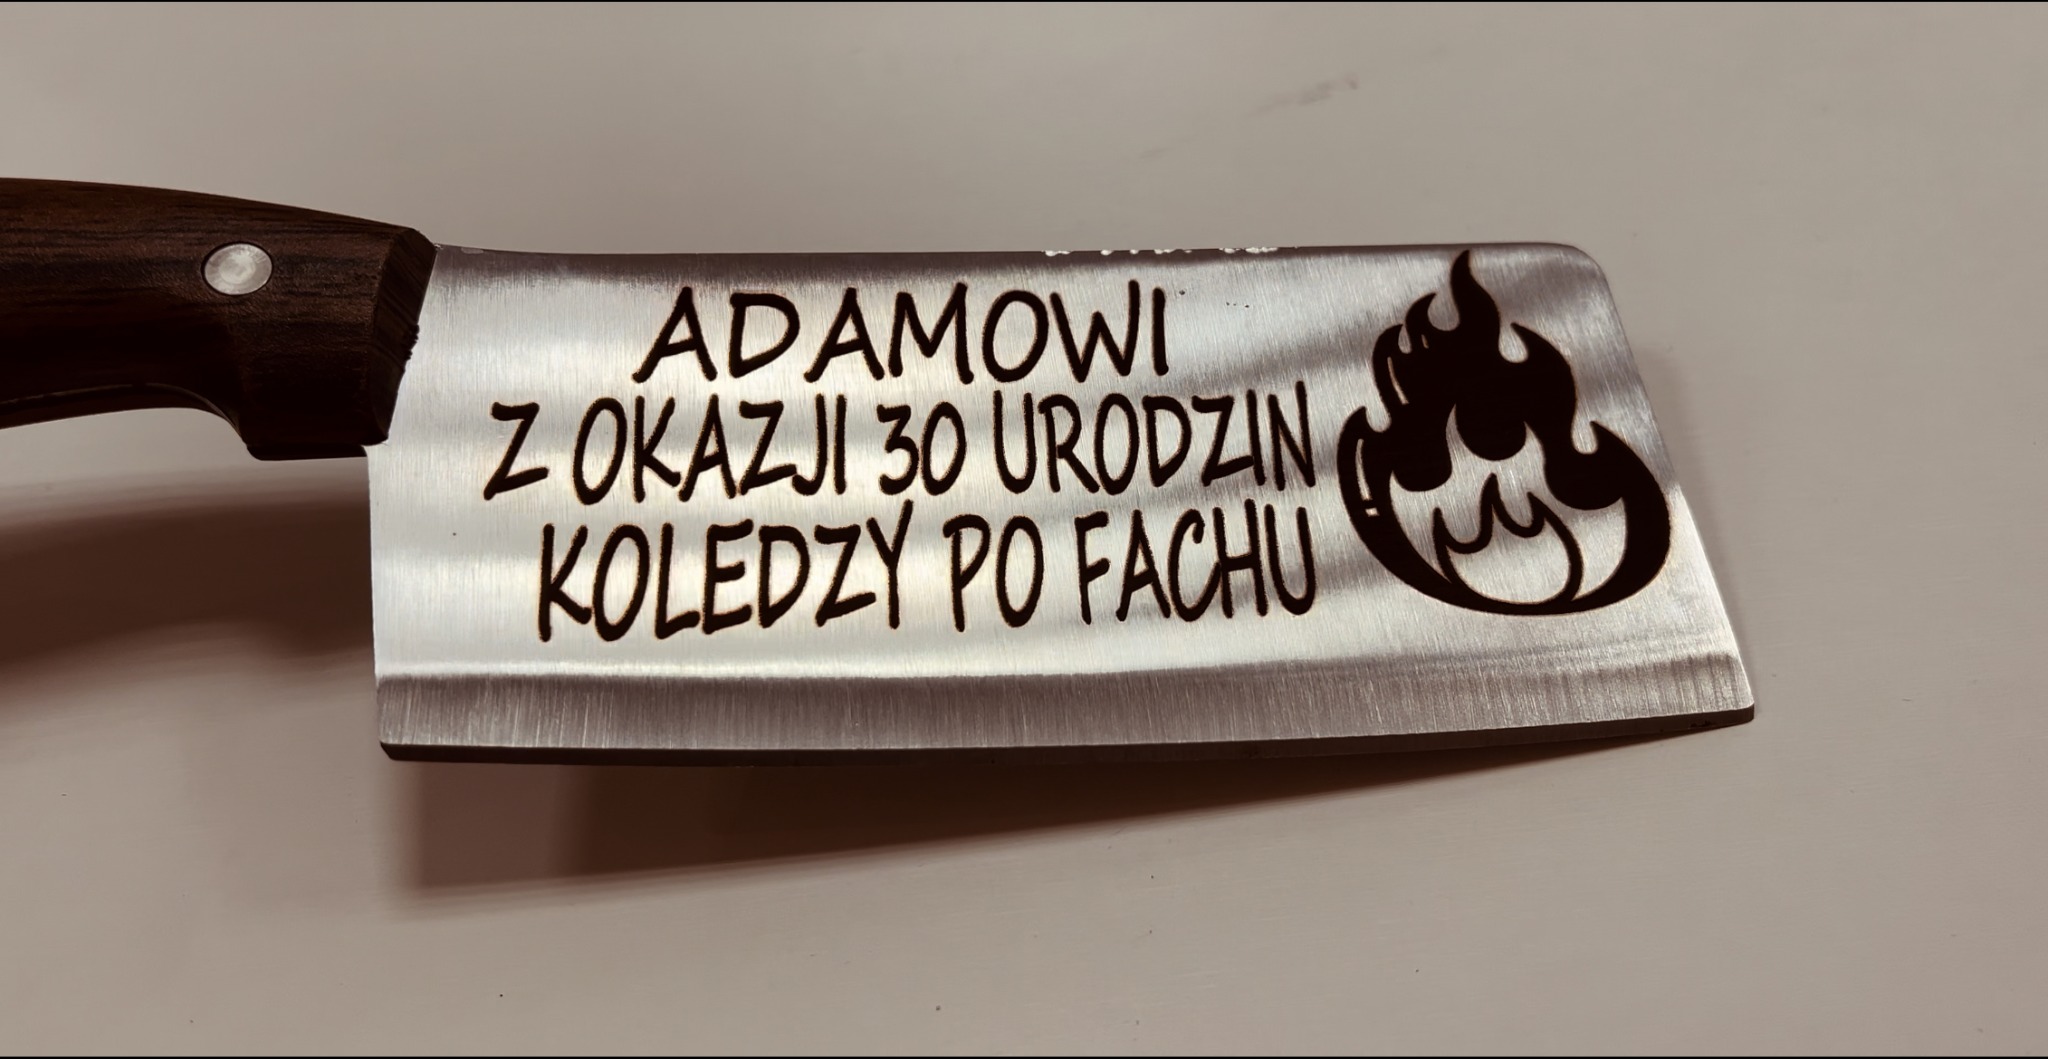 ADAMOWI
Z OKAZJI 30 URODZIN
KOLEDZY PO FACHU